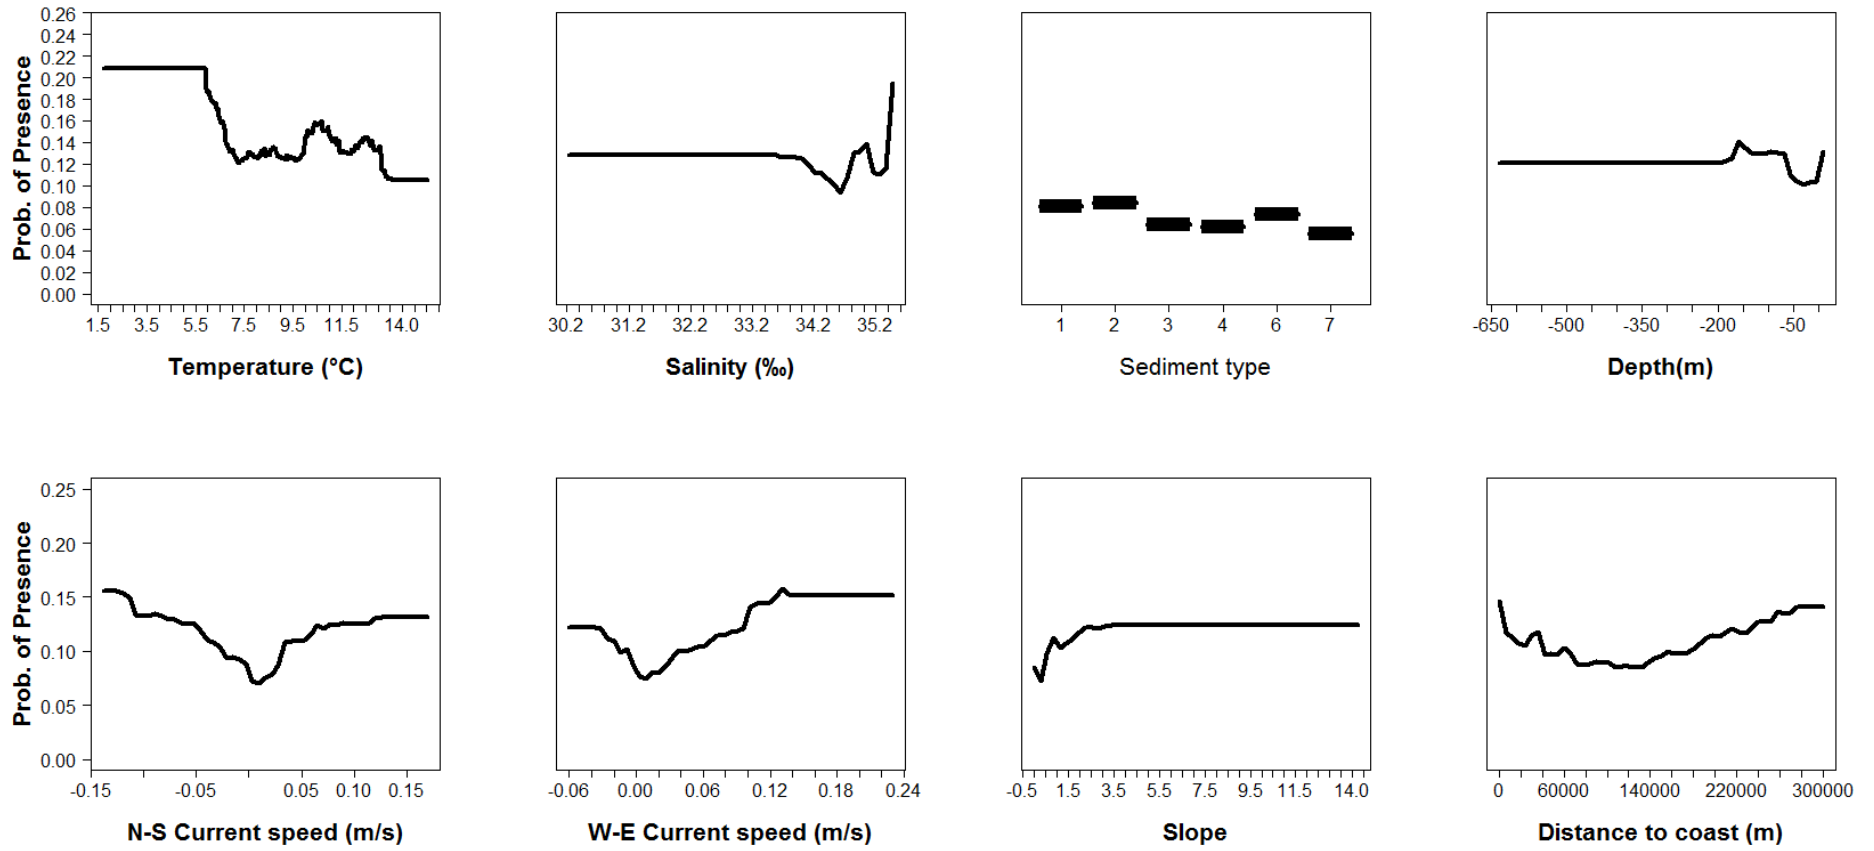 0.26
0.24
0.22
0.20
0.18
0.16
0.14
0.12
0.10
0.08
0.06
0.04
0.02
0.00
Prob. of Presence
1.5 3.5 5.5 7.5 9.5 11.5 14.0
Temperature (°C)
30.2 31.2 32.2 33.2 34.2 35.2
Salinity (‰)
1 2 3 4 6 7
Sediment type
-650 -500 -350 -200 -50
Depth(m)
0.25
0.20
0.15
0.10
0.05
0.00
Prob. of Presence
-0.15 -0.05 0.05 0.10 0.15
N-S Current speed (m/s)
-0.06 0.00 0.06 0.12 0.18 0.24
W-E Current speed (m/s)
-0.5 1.5 3.5 5.5 7.5 9.5 11.5 14.0
Slope
0 60000 140000 220000 300000
Distance to coast (m)